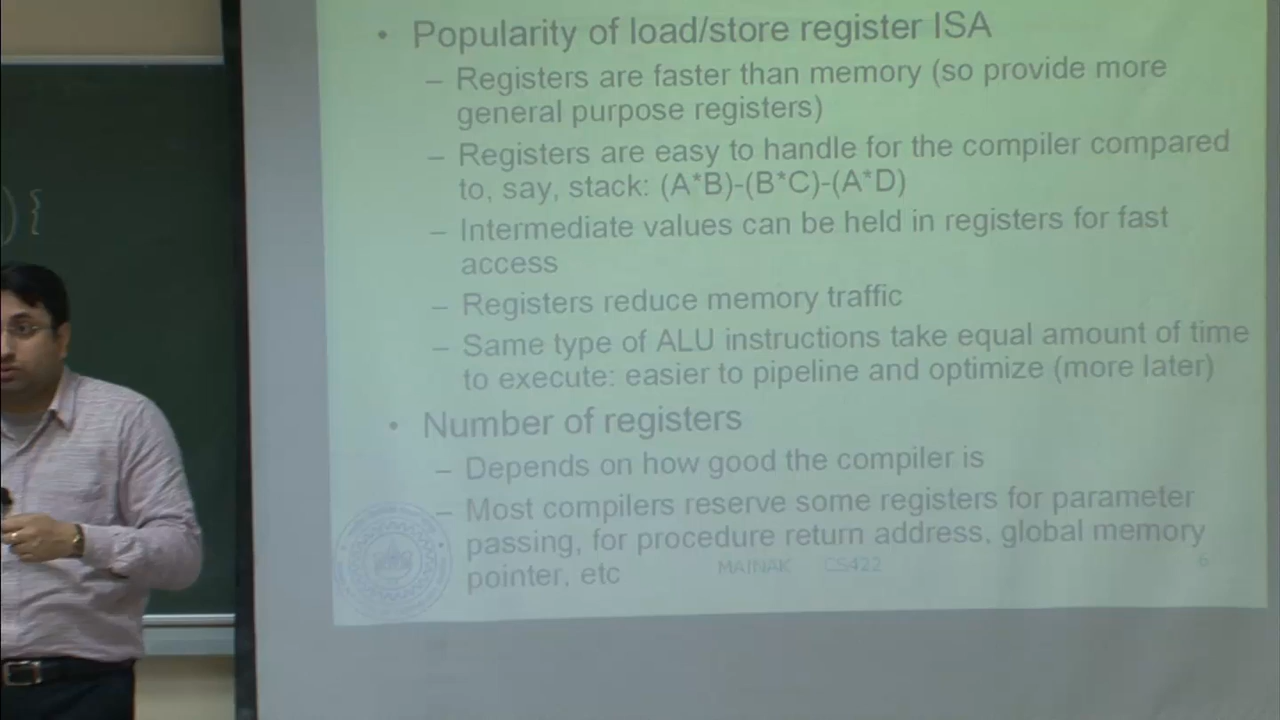 • Popularity of load/store register ISA
– Registers are faster than memory (so provide more
general purpose registers)
– Registers are easy to handle for the compiler compared
to, say, stack: (A*B)-(B*C)-(A*D)
– Intermediate values can be held in registers for fast
access
– Registers reduce memory traffic
– Same type of ALU instructions take equal amount of time
to execute: easier to pipeline and optimize (more later)
• Number of registers
– Depends on how good the compiler is
– Most compilers reserve some registers for parameter
passing, for procedure return address, global memory
pointer, etc
MAINAK CS422
6
){